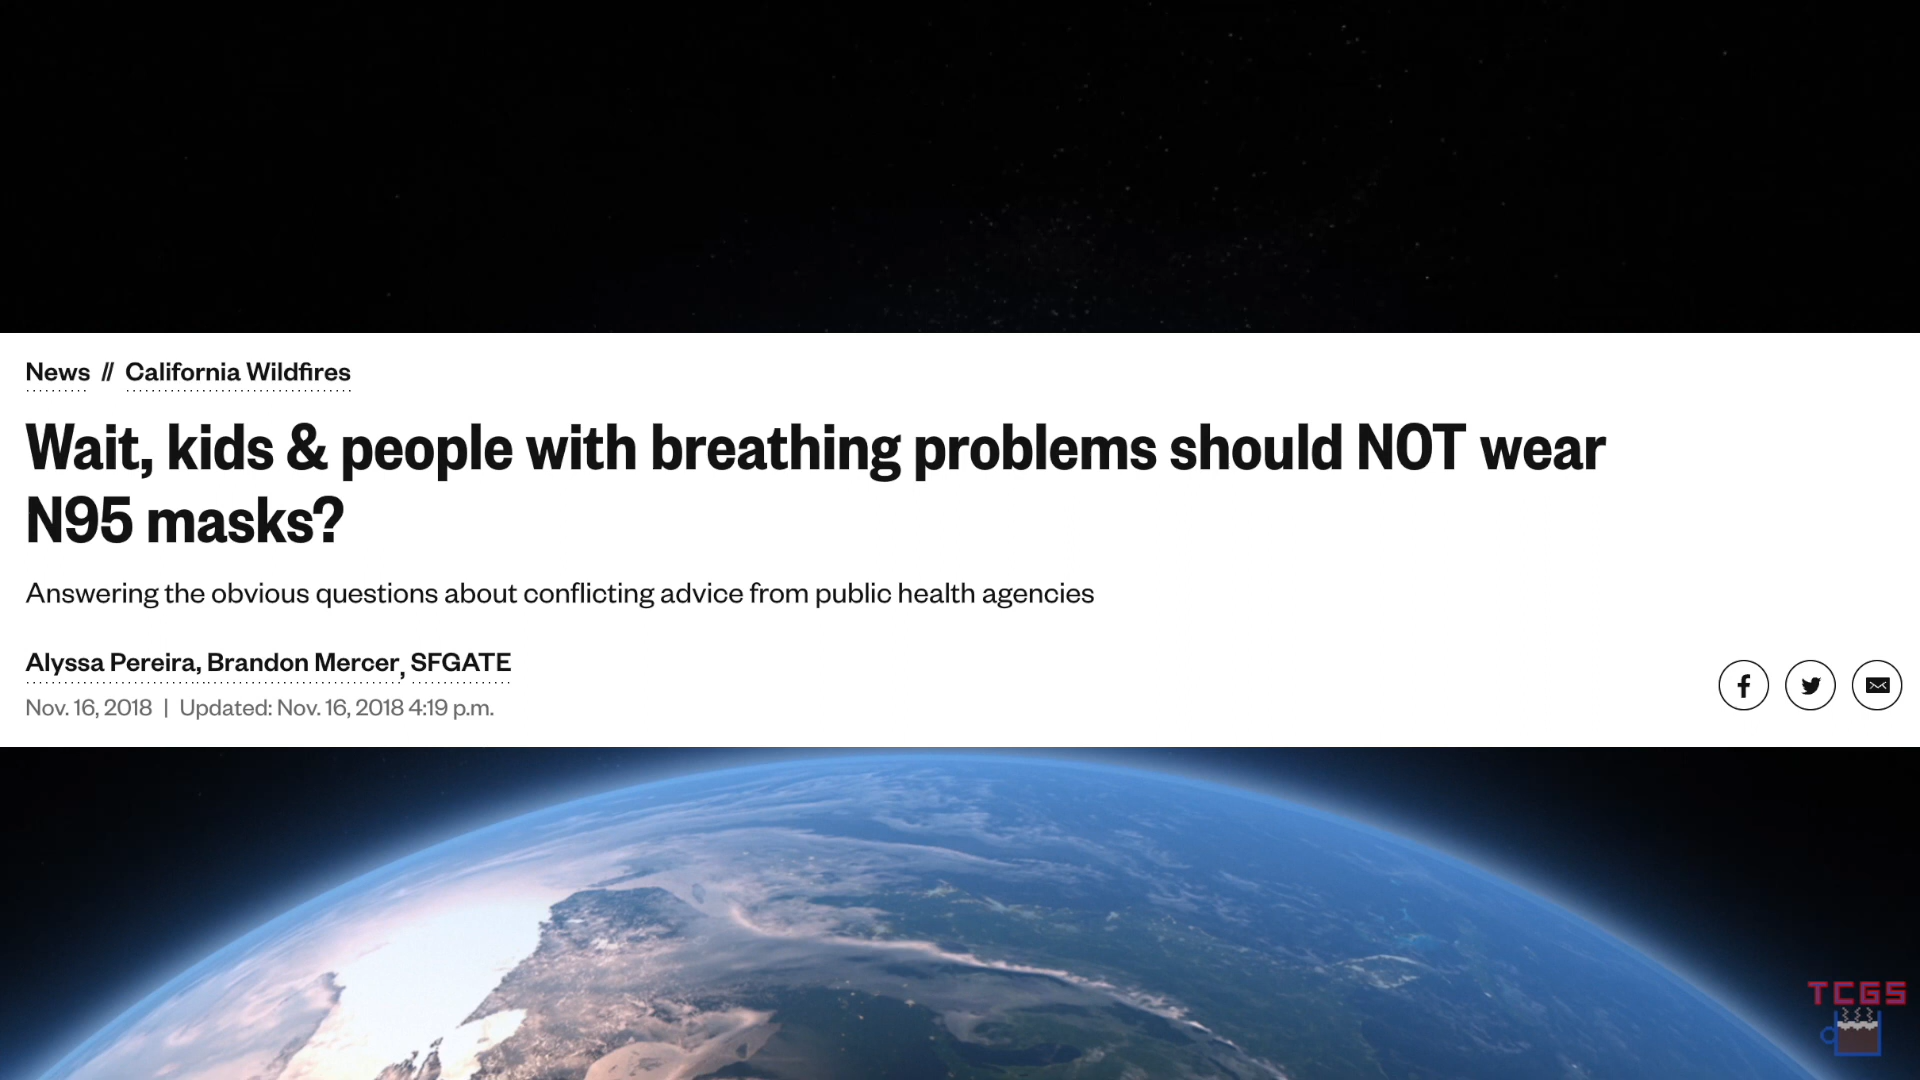 News // California Wildfires
Wait, kids & people with breathing problems should NOT wear
N95 masks?
Answering the obvious questions about conflicting advice from public health agencies
Alyssa Pereira, Brandon Mercer, SFGATE
Nov. 16, 2018 | Updated: Nov. 16, 2018 4:19 p.m.
TCGS